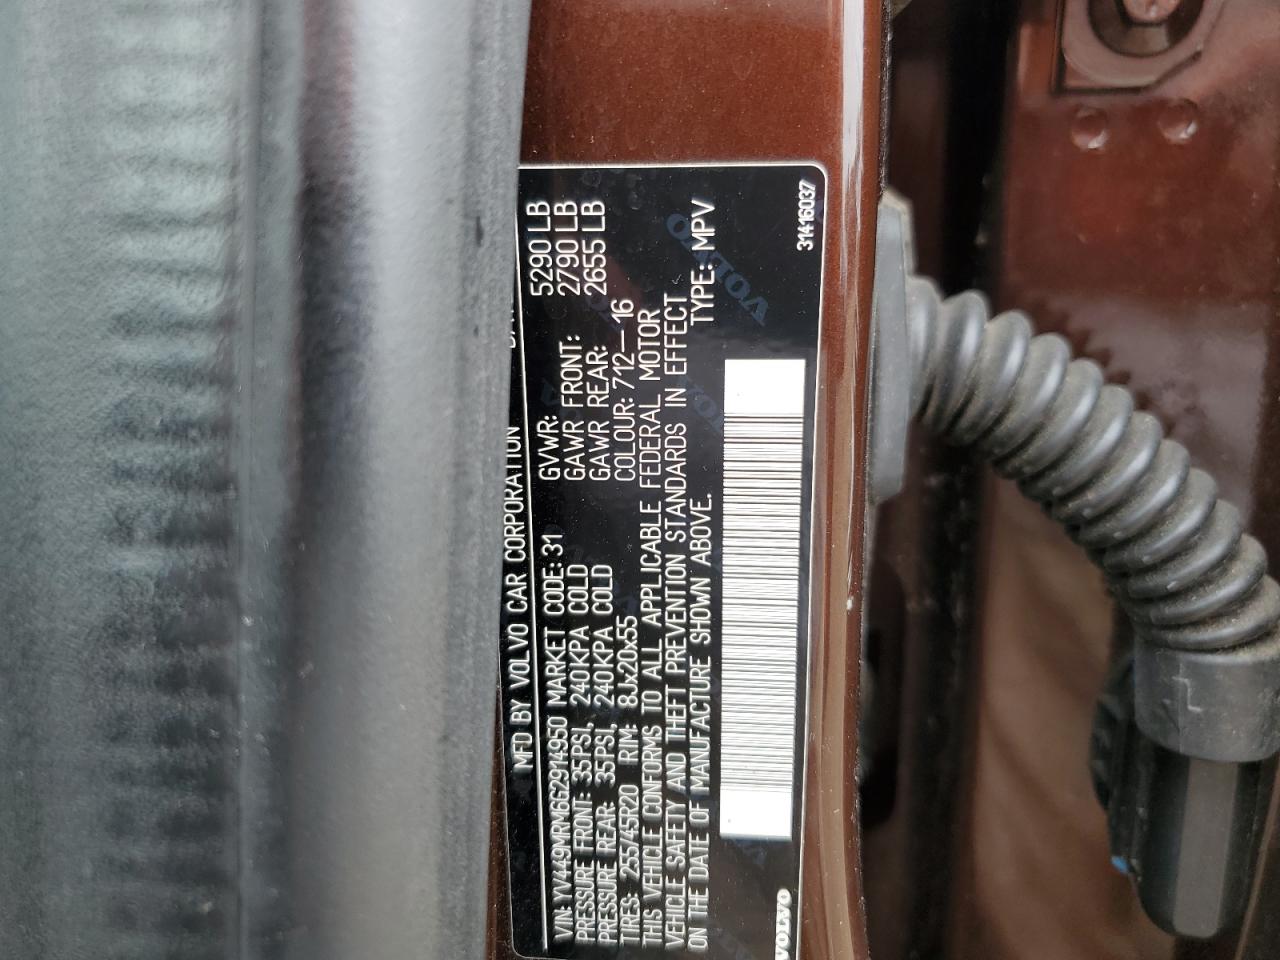 MFD BY VOLVO CAR CORPORATION
VIN: YV449MRM6G2914950 MARKET CODE: 31 GVWR: 5290 LB
PRESSURE FRONT: 35PSI, 240KPA COLD GAWR FRONT: 2790 LB
PRESSURE REAR: 35PSI, 240KPA COLD GAWR REAR: 2655 LB
TIRES: 255/45R20 RIM: 8Jx20x55 COLOUR: 712—16
THIS VEHICLE CONFORMS TO ALL APPLICABLE FEDERAL MOTOR
VEHICLE SAFETY AND THEFT PREVENTION STANDARDS IN EFFECT
ON THE DATE OF MANUFACTURE SHOWN ABOVE. TYPE: MPV
VOLVO 31416037